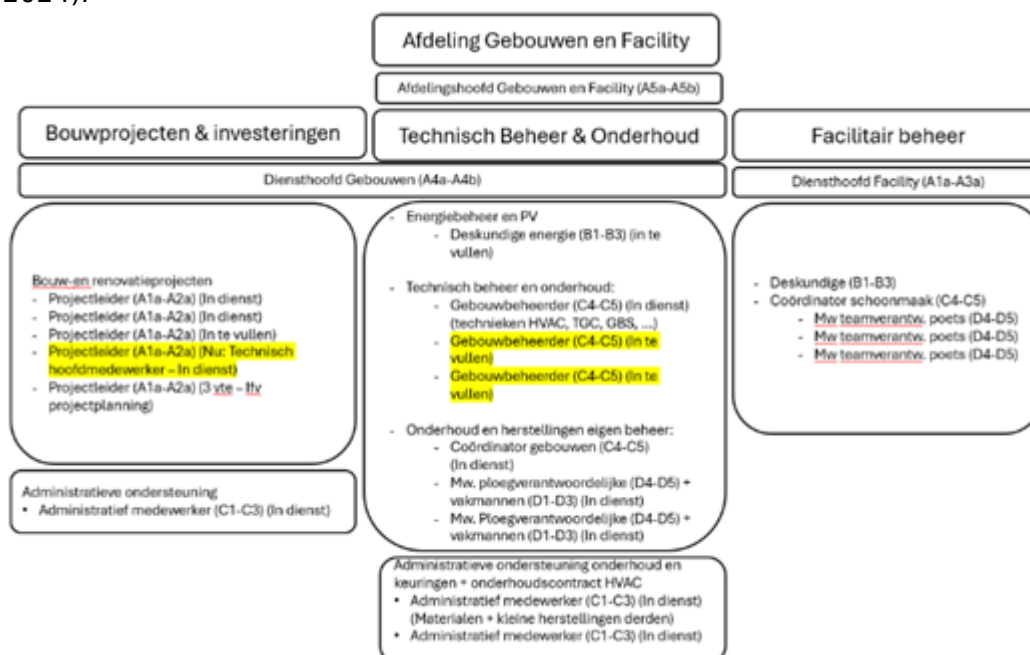 2024).
Afdeling Gebouwen en Facility
Afdelingshoofd Gebouwen en Facility (A5a-A5b)
Bouwprojecten & investeringen
Technisch Beheer & Onderhoud
Facilitair beheer
Diensthoofd Gebouwen (A4a-A4b)
Diensthoofd Facility (A1a-A3a)
Bouw-en renovatieprojecten
- Projectleider (A1a-A2a) (In dienst)
- Projectleider (A1a-A2a) (In dienst)
- Projectleider (A1a-A2a) (In te vullen)
- Projectleider (A1a-A2a) (Nu: Technisch
hoofdmedewerker – In dienst)
- Projectleider (A1a-A2a) (3 vte – Ifv
projectplanning)
Administratieve ondersteuning
• Administratief medewerker (C1-C3) (In dienst)
- Energiebeheer en PV
- Deskundige energie (B1-B3) (in te
vullen)
- Technisch beheer en onderhoud:
- Gebouwbeheerder (C4-C5) (In dienst)
(technieken HVAC, TGC, GBS, ...)
- Gebouwbeheerder (C4-C5) (In te
vullen)
- Gebouwbeheerder (C4-C5) (In te
vullen)
- Onderhoud en herstellingen eigen beheer:
- Coördinator gebouwen (C4-C5)
(In dienst)
- Mw. ploegverantwoordelijke (D4-D5) +
vakmannen (D1-D3) (In dienst)
- Mw. Ploegverantwoordelijke (D4-D5) +
vakmannen (D1-D3) (In dienst)
Administratieve ondersteuning onderhoud en
keuringen + onderhoudscontract HVAC
• Administratief medewerker (C1-C3) (In dienst)
(Materialen + kleine herstellingen derden)
• Administratief medewerker (C1-C3) (In dienst)
- Deskundige (B1-B3)
- Coördinator schoonmaak (C4-C5)
- Mw teamverantw. poets (D4-D5)
- Mw teamverantw. poets (D4-D5)
- Mw teamverantw. poets (D4-D5)